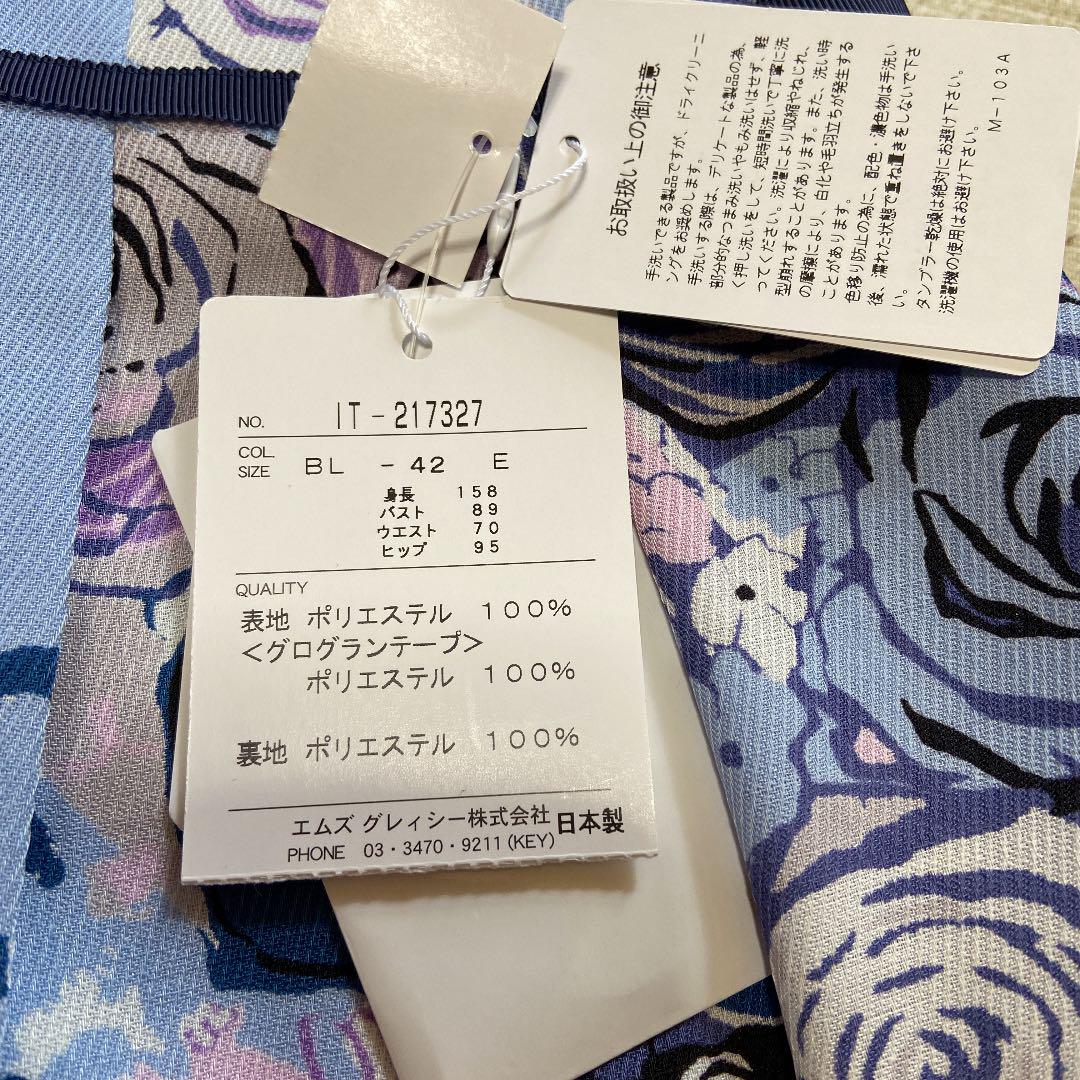 NO. IT-217327
COL.
SIZE BL -42 E
身長 158
バスト 89
ウエスト 70
ヒップ 95
QUALITY
表地 ポリエステル 100%
<グログランテープ>
ポリエステル 100%
裏地 ポリエステル 100%
エムズ グレィシー株式会社 日本製
PHONE 03・3470・9211(KEY)
お取扱い上の御注意
手洗いできる製品ですが、ドライクリーニ
ングをお奨めします。
手洗いする際は、デリケートな製品の為、
部分的なつまみ洗いやもみ洗いはせず、軽
く押し洗いをして、短時間洗いで丁寧に洗
ってください。洗濯により収縮やねじれ、
型崩れすることがあります。また、洗い時
の摩擦により、白化や毛羽立ちが発生する
ことがあります。
色移り防止の為に、配色・濃色物は手洗い
後、濡れた状態で重ね置きをしないで下さ
い。
タンブラー乾燥は絶対にお避け下さい。
洗濯機の使用はお避け下さい。
M-103A